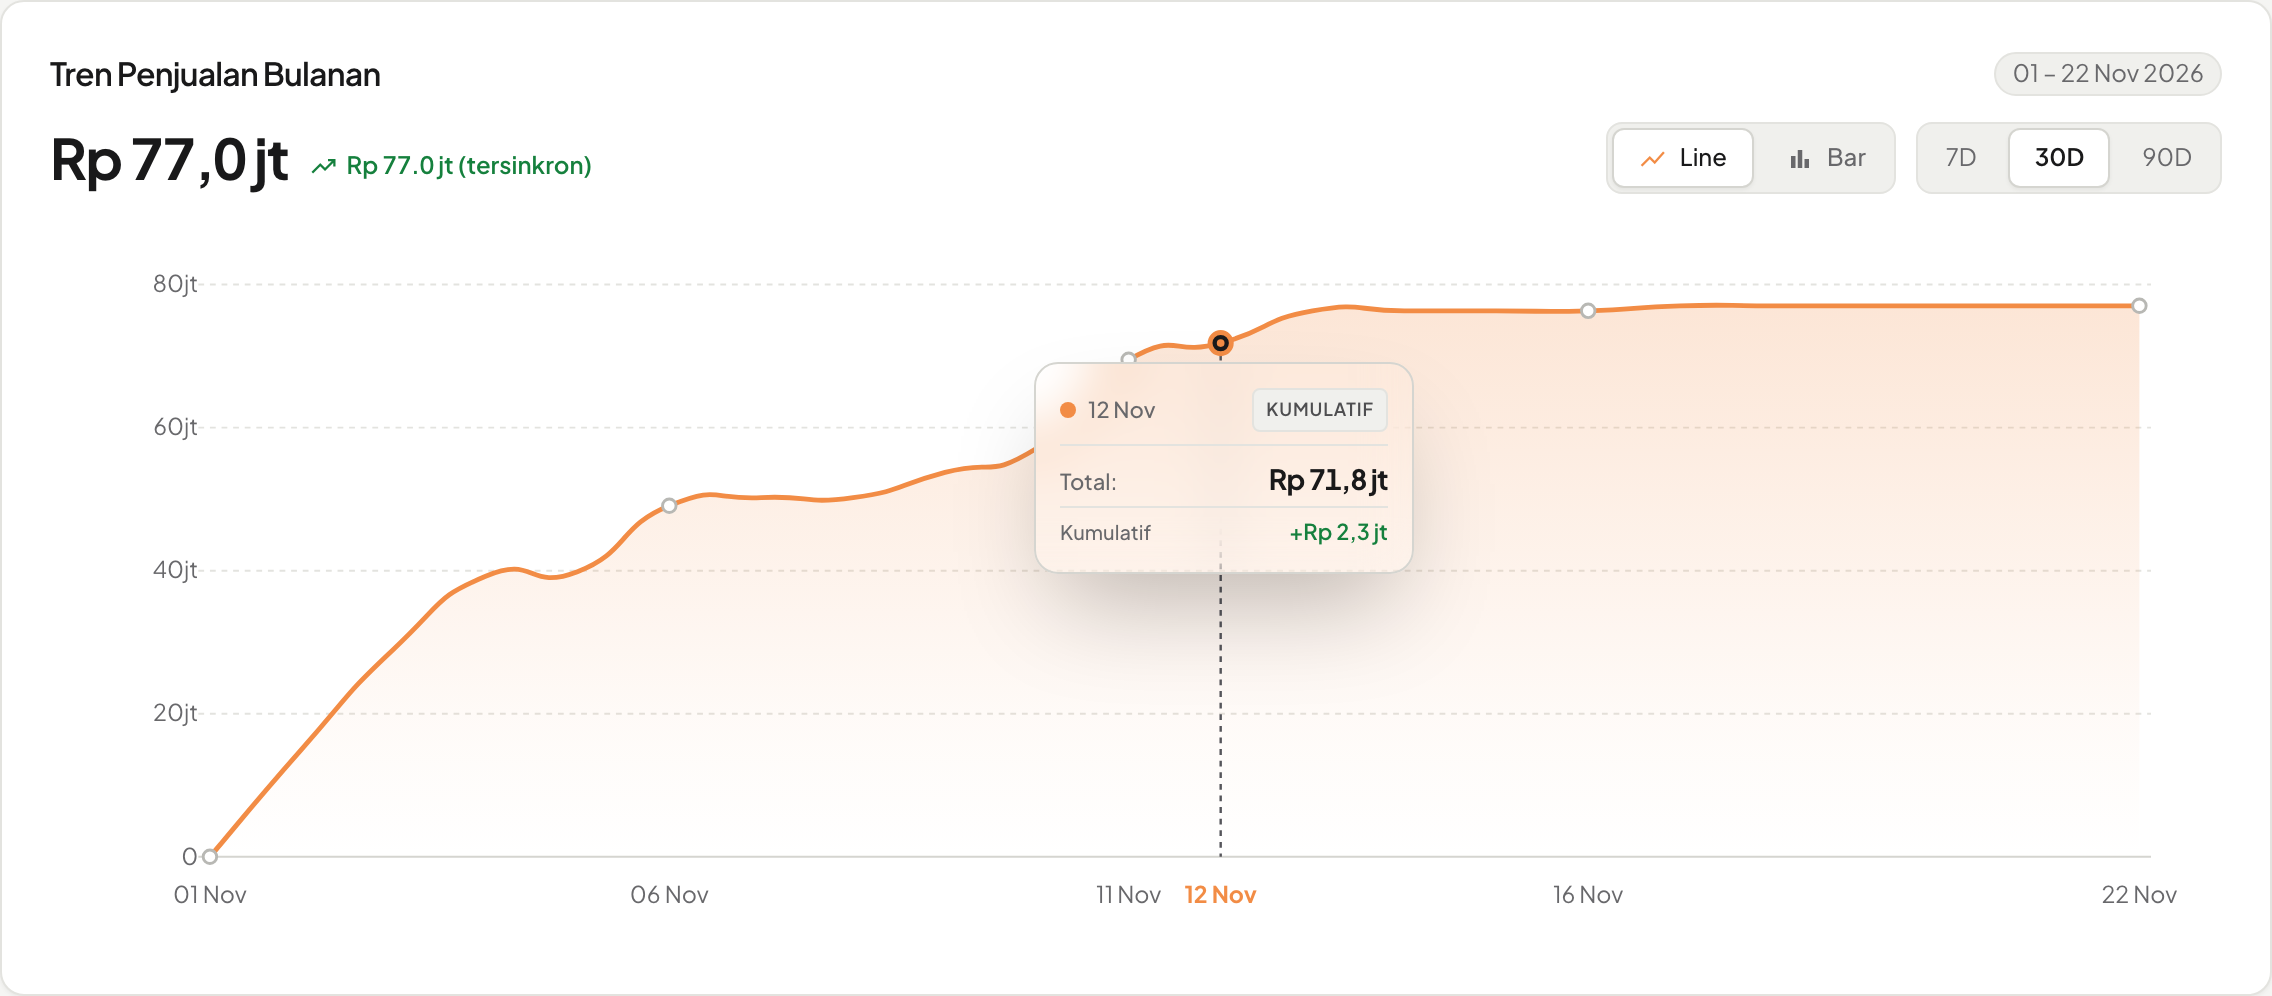 Tren Penjualan Bulanan
01 – 22 Nov 2026
Rp 77,0 jt
Rp 77.0 jt (tersinkron)
Line
Bar
7D
30D
90D
80jt
60jt
40jt
20jt
0
12 Nov
KUMULATIF
Total:
Rp 71,8 jt
Kumulatif
+Rp 2,3 jt
01 Nov
06 Nov
11 Nov
12 Nov
16 Nov
22 Nov